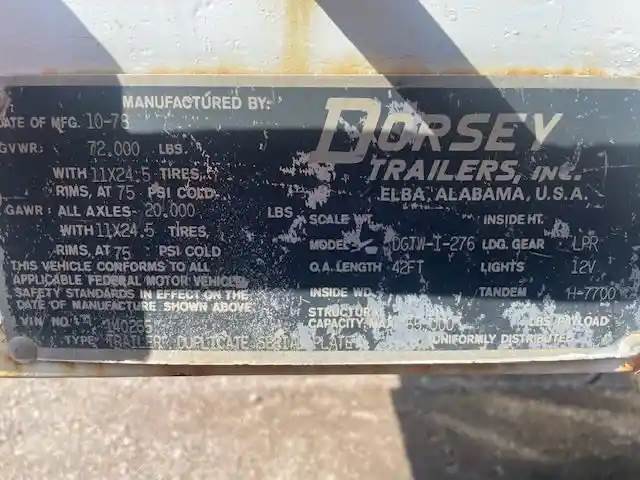 MANUFACTURED BY:
DORSEY
TRAILERS, INC.
ELBA, ALABAMA, U.S.A.
DATE OF MFG. 10-78
GVWR: 72.000 LBS
WITH 11X24.5 TIRES,
RIMS, AT 75 PSI COLD
GAWR: ALL AXLES- 20.000 LBS
WITH 11X24.5 TIRES,
RIMS, AT 75 PSI COLD
THIS VEHICLE CONFORMS TO ALL
APPLICABLE FEDERAL MOTOR VEHICLE
SAFETY STANDARDS IN EFFECT ON THE
DATE OF MANUFACTURE SHOWN ABOVE
VIN NO. 140265
TYPE TRAILER, DUPLICATE SERIAL PLATE
SCALE WT. INSIDE HT.
MODEL DGTW-I-276 LDG. GEAR LPR
O.A. LENGTH 42FT LIGHTS 12V
INSIDE WD. TANDEM H-7700
STRUCTURAL
CAPACITY, MAX LBS. PAYLOAD
UNIFORMLY DISTRIBUTED